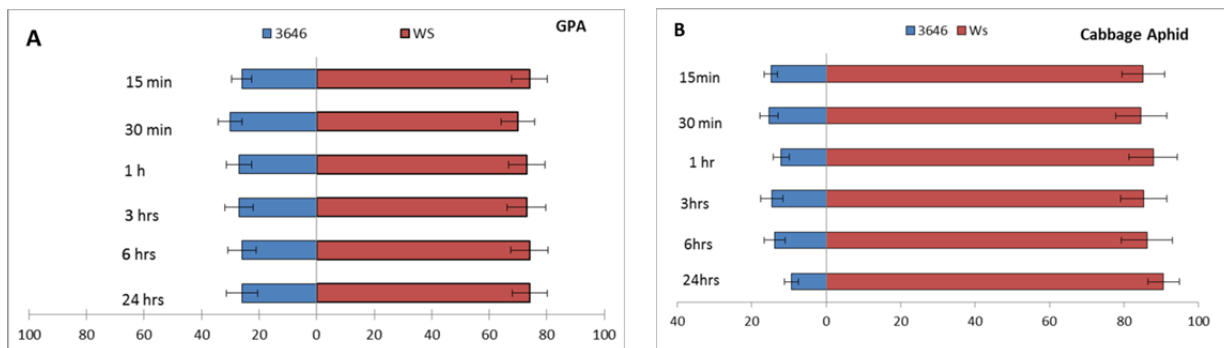 A
3646 WS
GPA
15 min
30 min
1 h
3 hrs
6 hrs
24 hrs
100 80 60 40 20 0 20 40 60 80 100
B
3646 Ws
Cabbage Aphid
15min
30 min
1 hr
3hrs
6hrs
24hrs
40 20 0 20 40 60 80 100